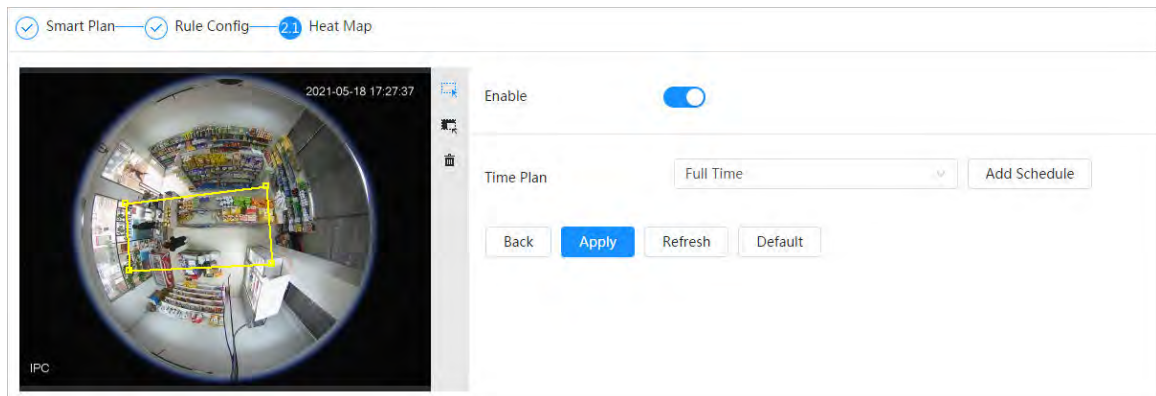 Smart Plan Rule Config 2.1 Heat Map
2021-05-18 17:27:37
IPC
Enable
Time Plan Full Time Add Schedule
Back Apply Refresh Default